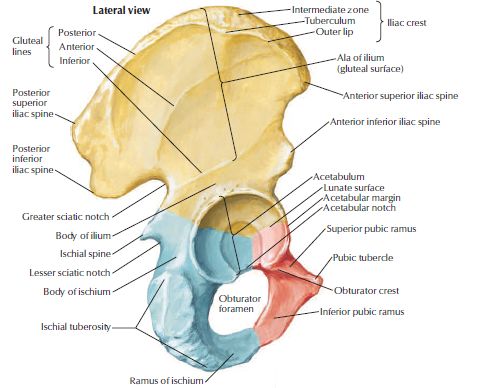 Lateral view
Intermediate zone
Tuberculum
Outer lip
Iliac crest
Gluteal
lines
Posterior
Anterior
Inferior
Ala of ilium
(gluteal surface)
Posterior
superior
iliac spine
Anterior superior iliac spine
Anterior inferior iliac spine
Posterior
inferior
iliac spine
Acetabulum
Lunate surface
Acetabular margin
Acetabular notch
Greater sciatic notch
Superior pubic ramus
Body of ilium
Ischial spine
Pubic tubercle
Lesser sciatic notch
Body of ischium
Obturator crest
Obturator
foramen
Inferior pubic ramus
Ischial tuberosity
Ramus of ischium